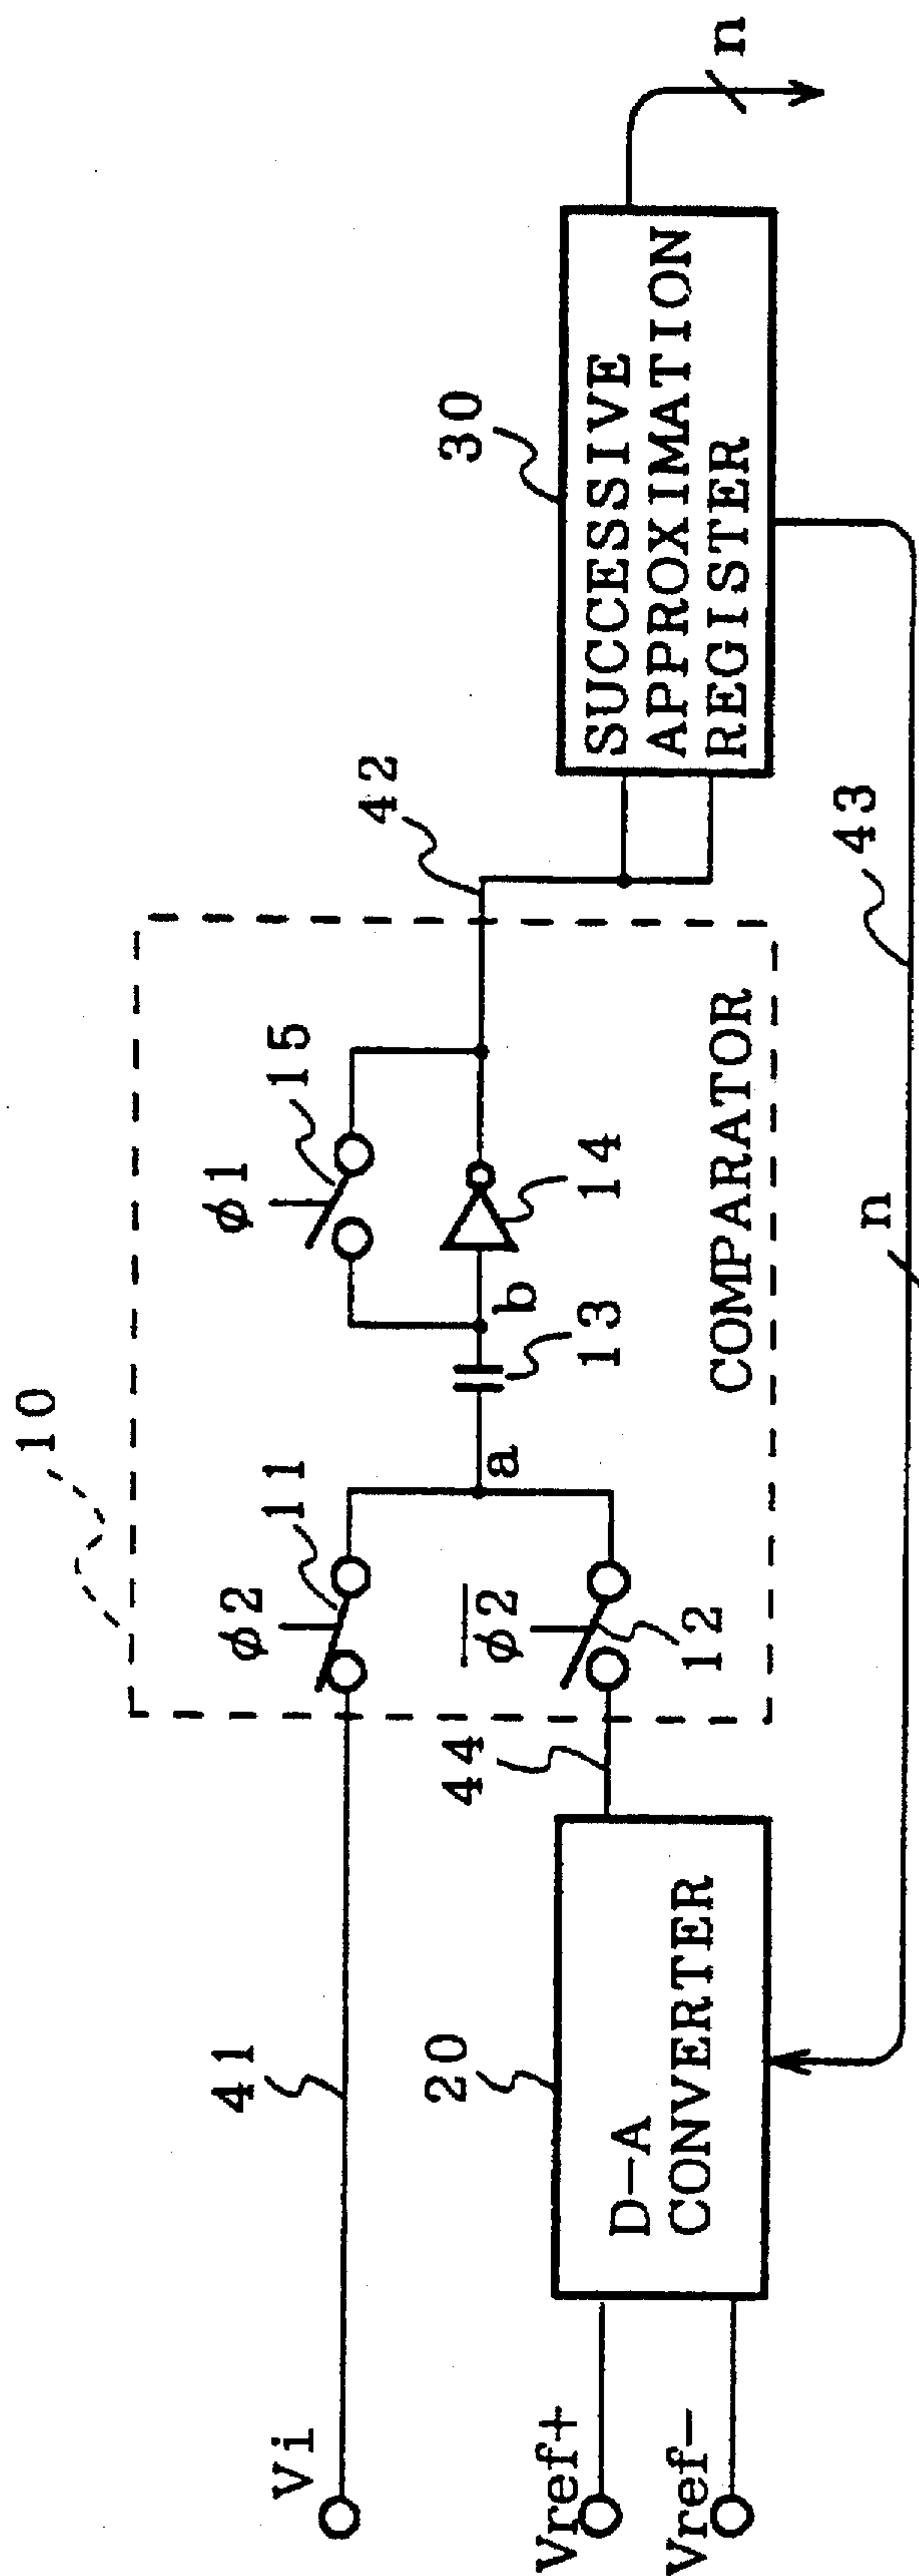 10
Vi
41
φ2
11
φ1
15
42
30
n
Vref+
Vref−
20
D-A
CONVERTER
44
φ2
12
a
13
b
14
COMPARATOR
SUCCESSIVE
APPROXIMATION
REGISTER
n
43